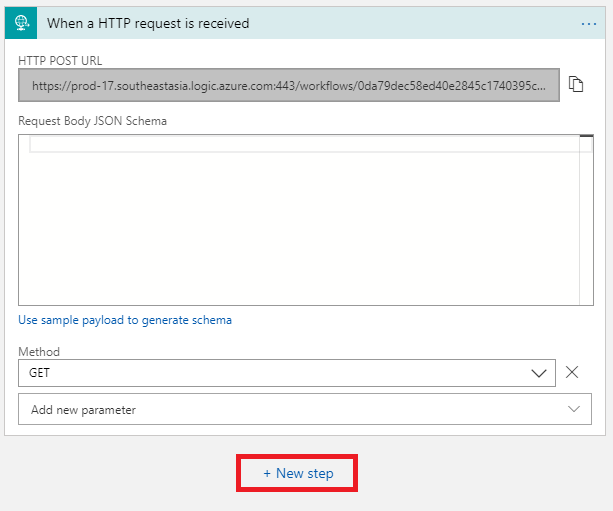 When a HTTP request is received
...
HTTP POST URL
https://prod-17.southeastasia.logic.azure.com:443/workflows/0da79dec58ed40e2845c1740395c...
Request Body JSON Schema
Use sample payload to generate schema
Method
GET
Add new parameter
+ New step